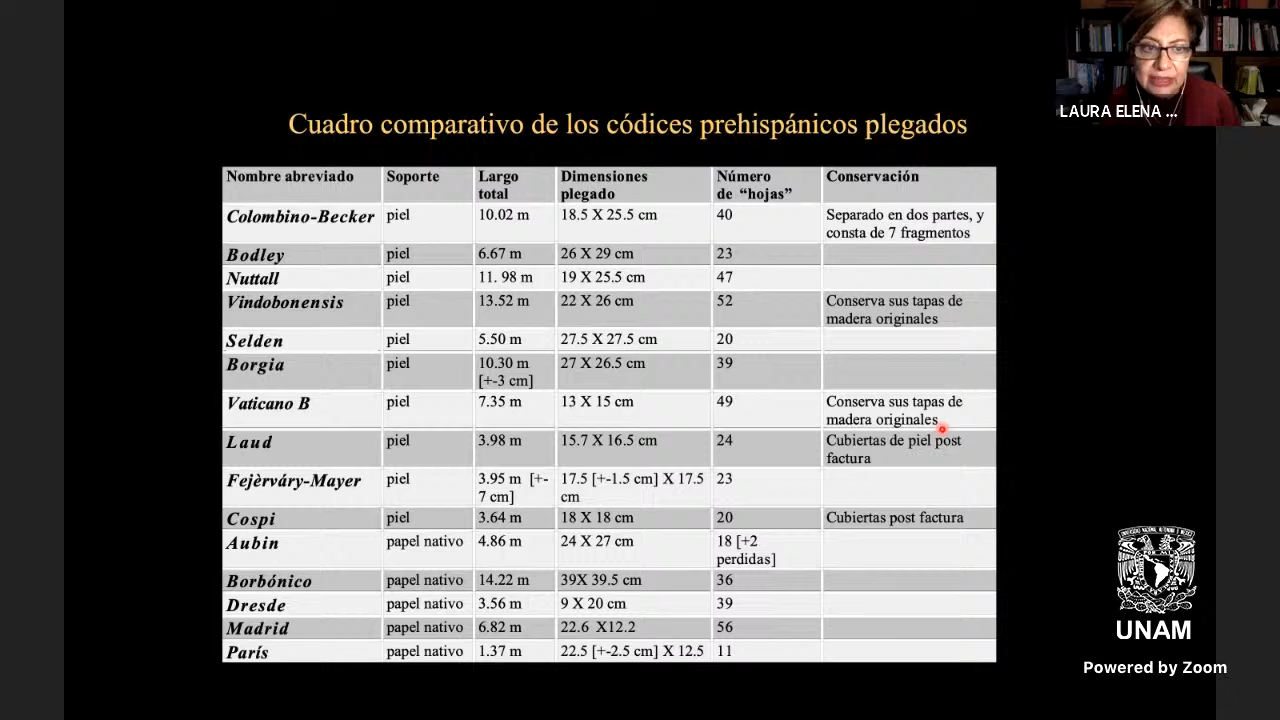 LAURA ELENA ...
Cuadro comparativo de los códices prehispánicos plegados
Nombre abreviado Soporte Largo total Dimensiones plegado Número de “hojas” Conservación
Colombino-Becker piel 10.02 m 18.5 X 25.5 cm 40 Separado en dos partes, y consta de 7 fragmentos
Bodley piel 6.67 m 26 X 29 cm 23
Nuttall piel 11. 98 m 19 X 25.5 cm 47
Vindobonensis piel 13.52 m 22 X 26 cm 52 Conserva sus tapas de madera originales
Selden piel 5.50 m 27.5 X 27.5 cm 20
Borgia piel 10.30 m [+-3 cm] 27 X 26.5 cm 39
Vaticano B piel 7.35 m 13 X 15 cm 49 Conserva sus tapas de madera originales
Laud piel 3.98 m 15.7 X 16.5 cm 24 Cubiertas de piel post factura
Fejèrváry-Mayer piel 3.95 m [+-7 cm] 17.5 [+-1.5 cm] X 17.5 cm 23
Cospi piel 3.64 m 18 X 18 cm 20 Cubiertas post factura
Aubin papel nativo 4.86 m 24 X 27 cm 18 [+2 perdidas]
Borbónico papel nativo 14.22 m 39X 39.5 cm 36
Dresde papel nativo 3.56 m 9 X 20 cm 39
Madrid papel nativo 6.82 m 22.6 X12.2 56
París papel nativo 1.37 m 22.5 [+-2.5 cm] X 12.5 11
UNAM
Powered by Zoom